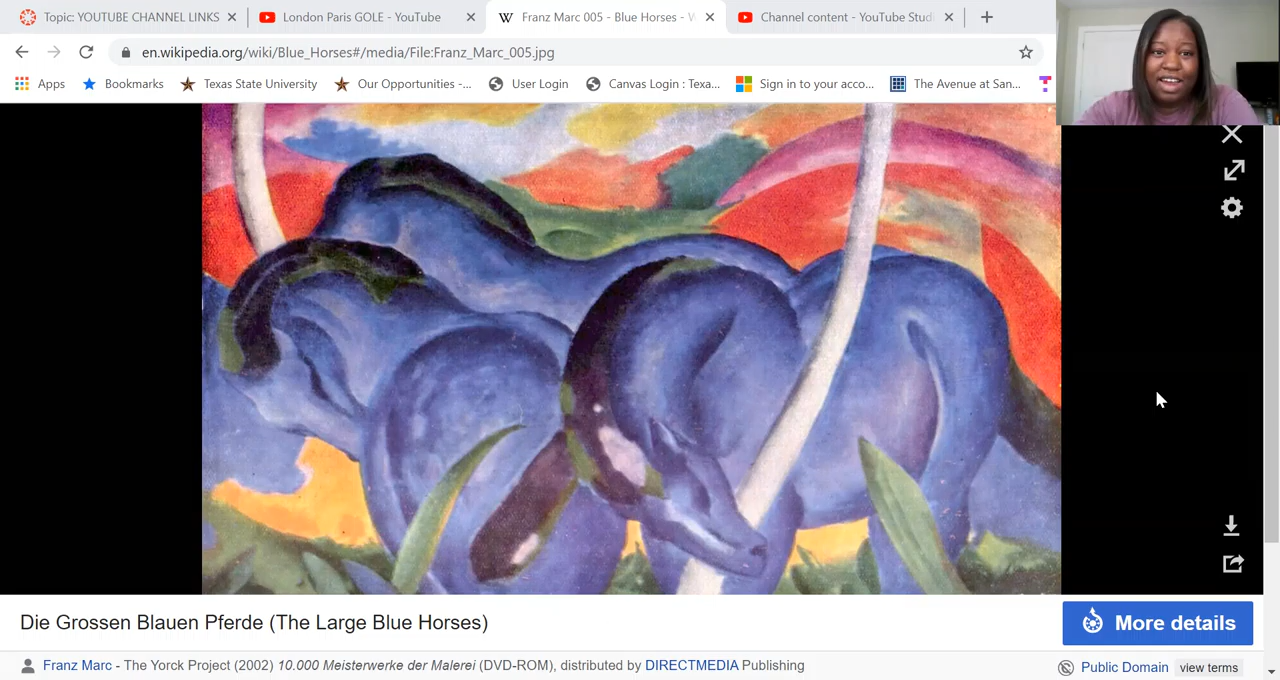 Topic: YOUTUBE CHANNEL LINKS
London Paris GOLE - YouTube
Franz Marc 005 - Blue Horses - W
Channel content - YouTube Studi
en.wikipedia.org/wiki/Blue_Horses#/media/File:Franz_Marc_005.jpg
Apps Bookmarks Texas State University Our Opportunities -... User Login Canvas Login : Texa... Sign in to your acco... The Avenue at San...
Die Grossen Blauen Pferde (The Large Blue Horses)
More details
Franz Marc - The Yorck Project (2002) 10.000 Meisterwerke der Malerei (DVD-ROM), distributed by DIRECTMEDIA Publishing
Public Domain view terms